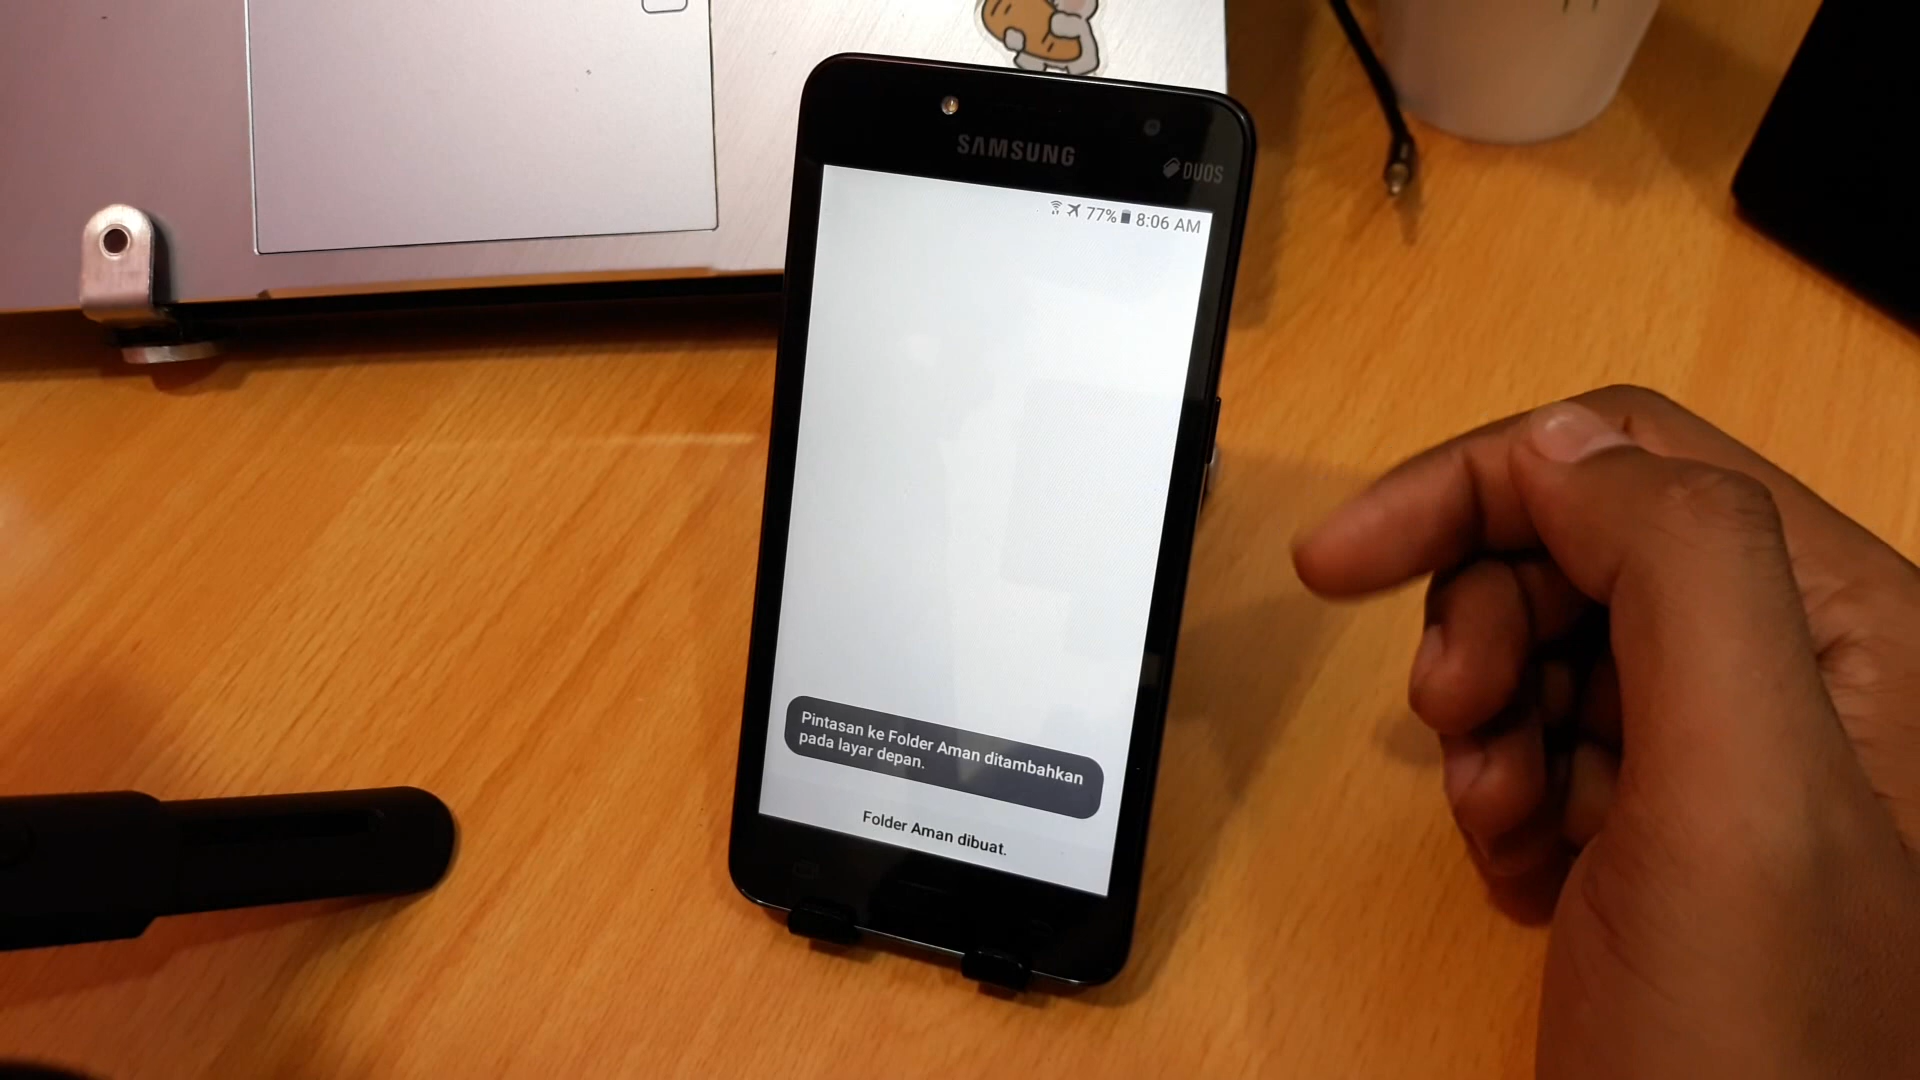 SAMSUNG
DUOS
77% 8:06 AM
Pintasan ke Folder Aman ditambahkan
pada layar depan.
Folder Aman dibuat.